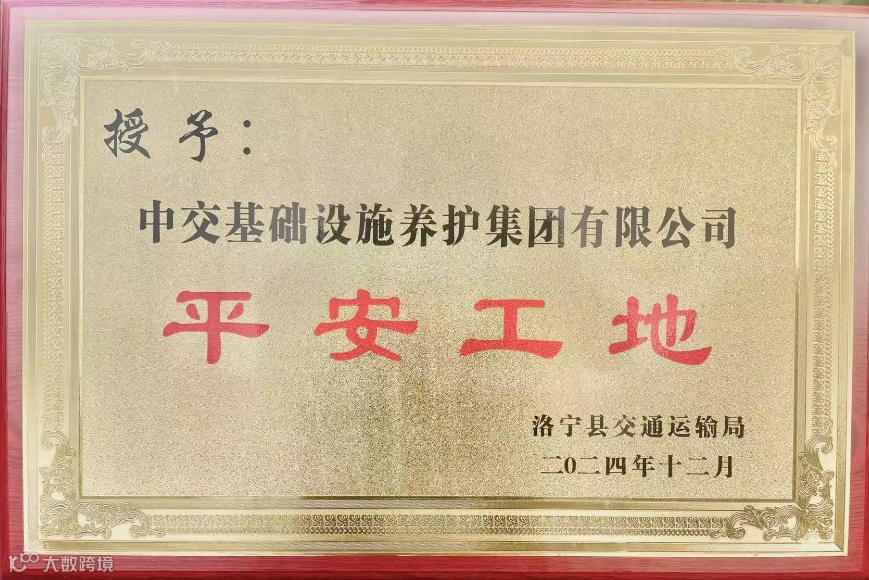 授予：
中交基础设施养护集团有限公司
平安工地
洛宁县交通运输局
二0二四年十二月
10100 大数跨境